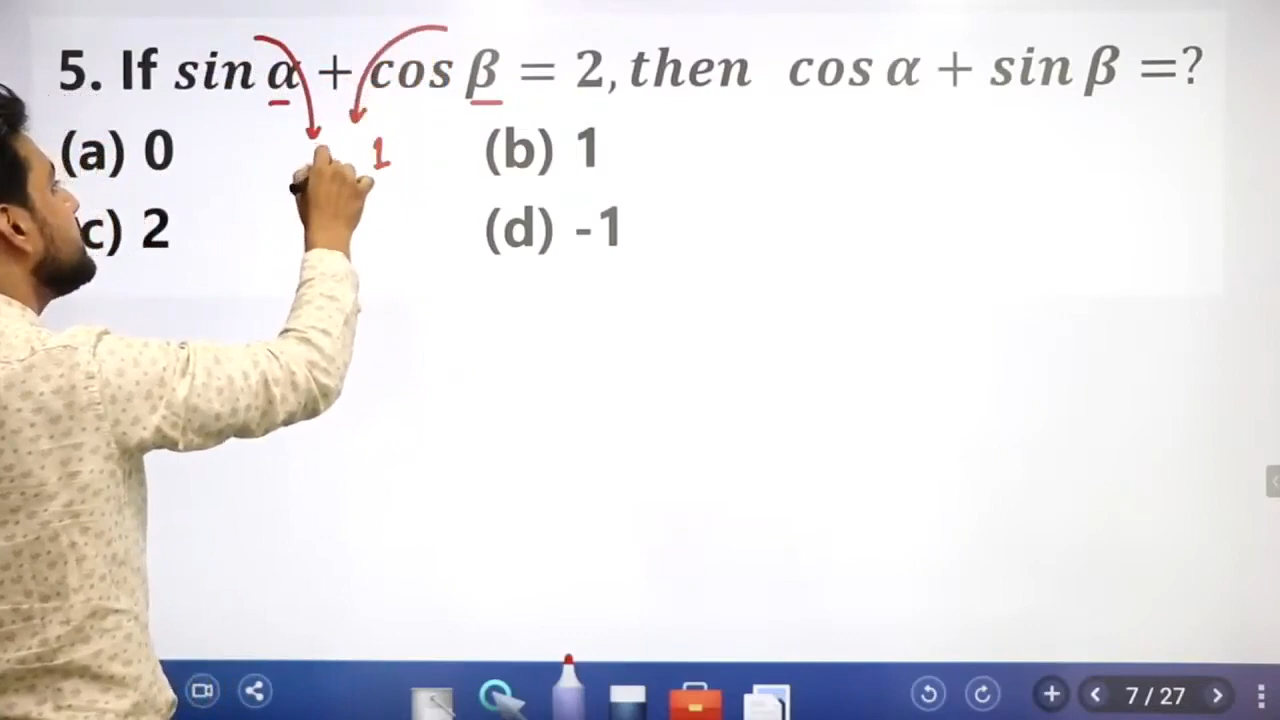 5. If sin α + cos β = 2, then cos α + sin β =?
1
(a) 0 (b) 1
c) 2 (d) -1
7 / 27